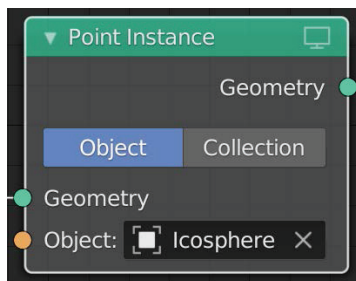 Point Instance
Geometry
Object Collection
Geometry
Object: Icosphere